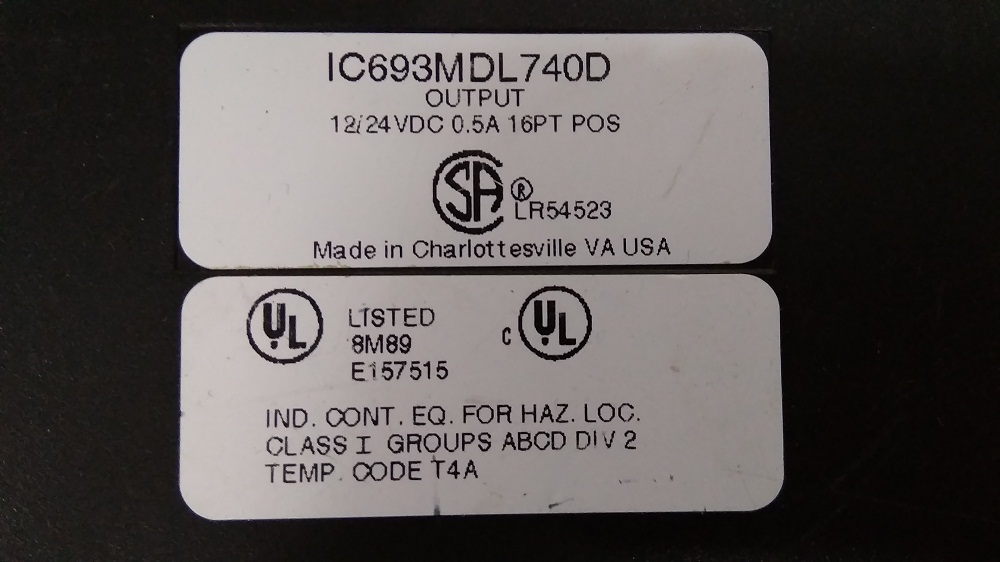 IC693MDL740D
OUTPUT
12/24VDC 0.5A 16PT POS
SA ®
LR54523
Made in Charlottesville VA USA
UL LISTED
8M89
E157515
C UL
IND. CONT. EQ. FOR HAZ. LOC.
CLASS I GROUPS ABCD DIV 2
TEMP. CODE T4A